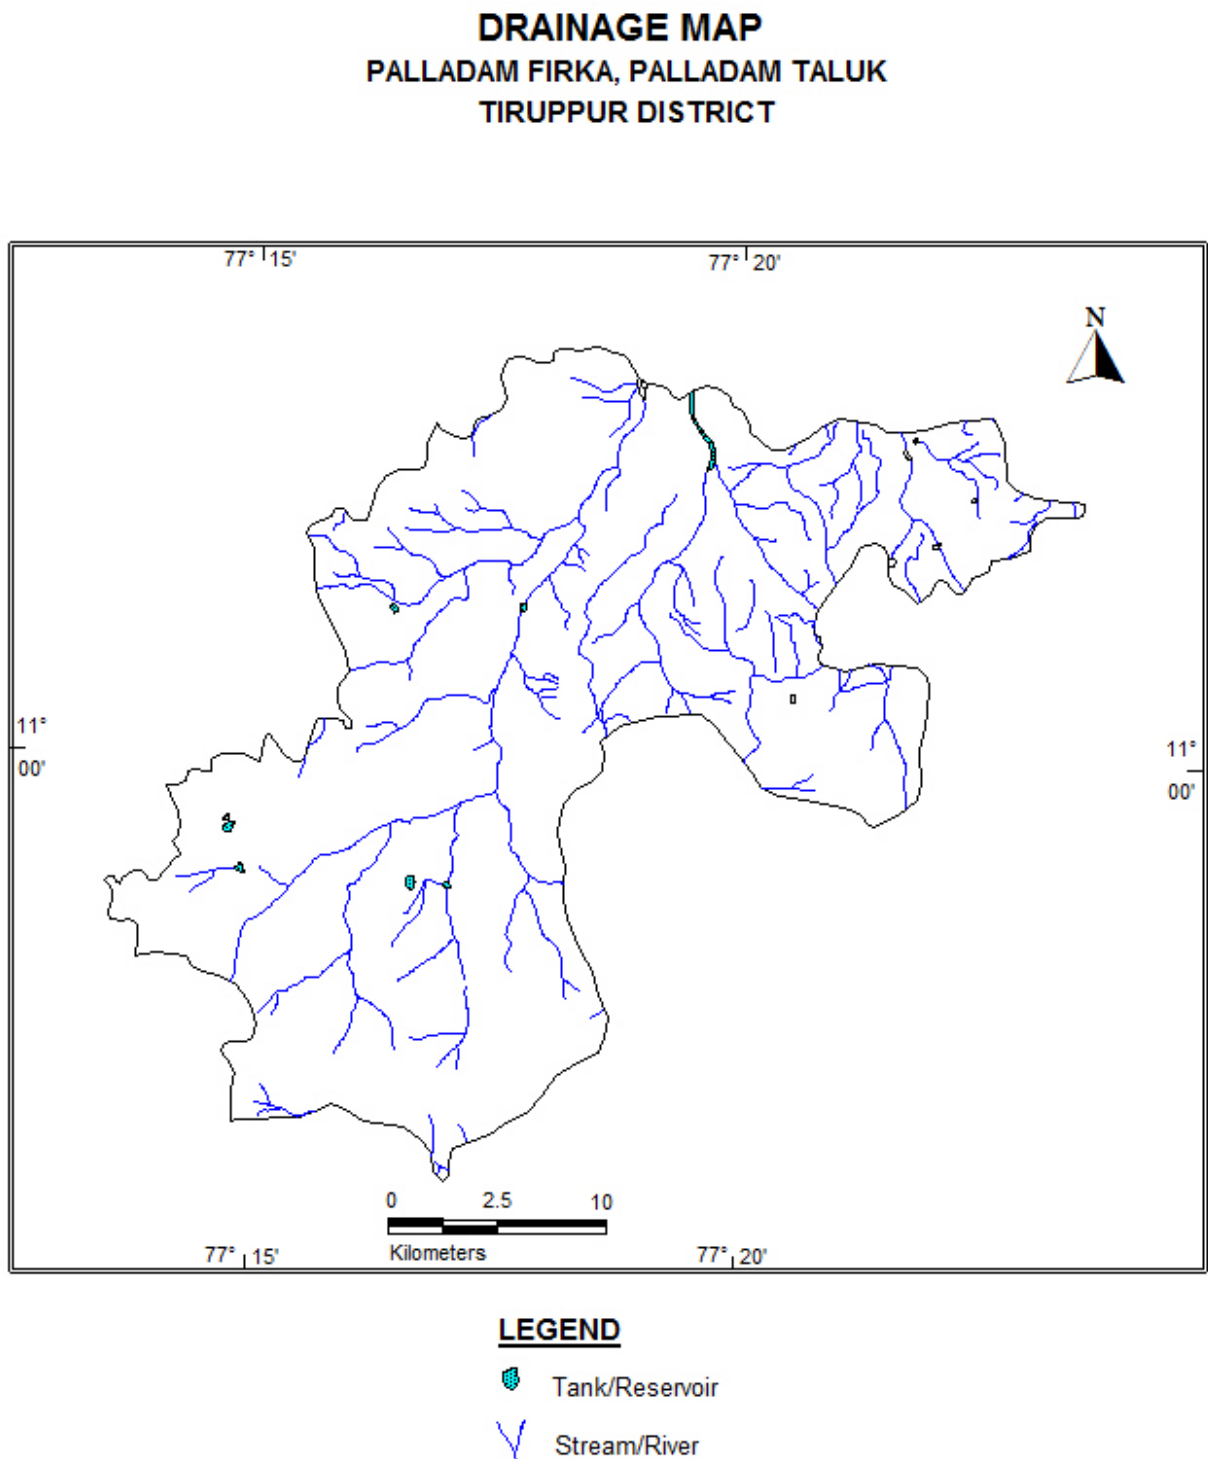 DRAINAGE MAP
PALLADAM FIRKA, PALLADAM TALUK
TIRUPPUR DISTRICT
77° 15'
77° 20'
N
11°
00'
11°
00'
0 2.5 10
Kilometers
77° 15'
77° 20'
LEGEND
Tank/Reservoir
Stream/River